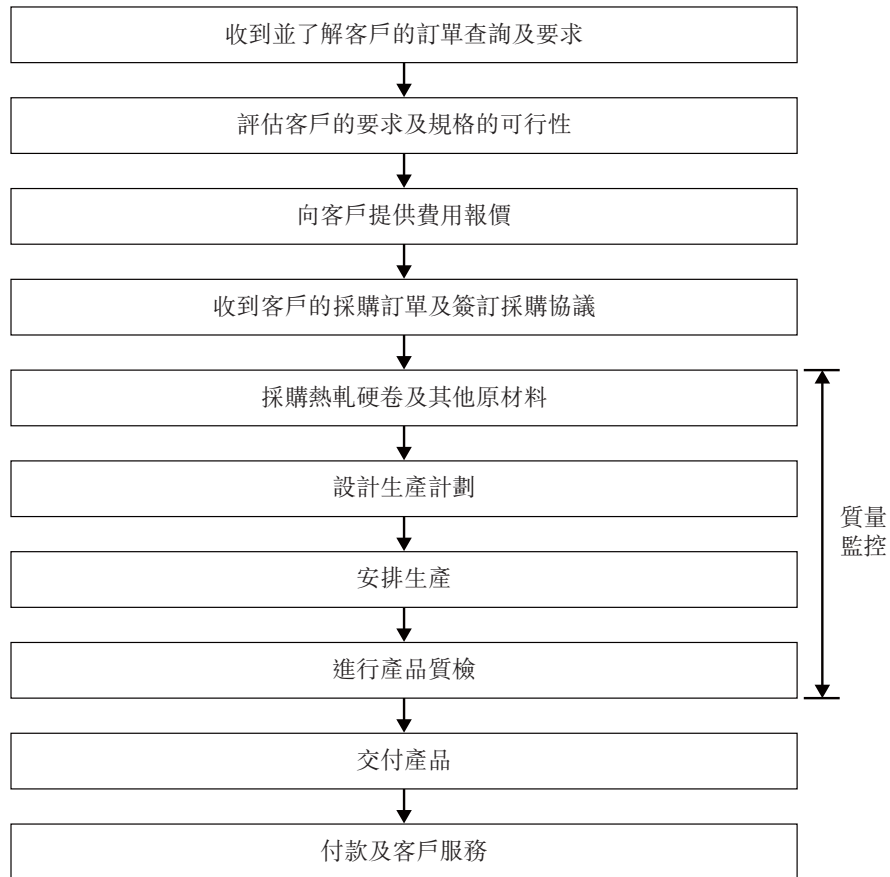 收到並了解客戶的訂單查詢及要求
評估客戶的要求及規格的可行性
向客戶提供費用報價
收到客戶的採購訂單及簽訂採購協議
採購熱軋硬卷及其他原材料
設計生產計劃
安排生產
進行產品質檢
交付產品
付款及客戶服務
質量
監控